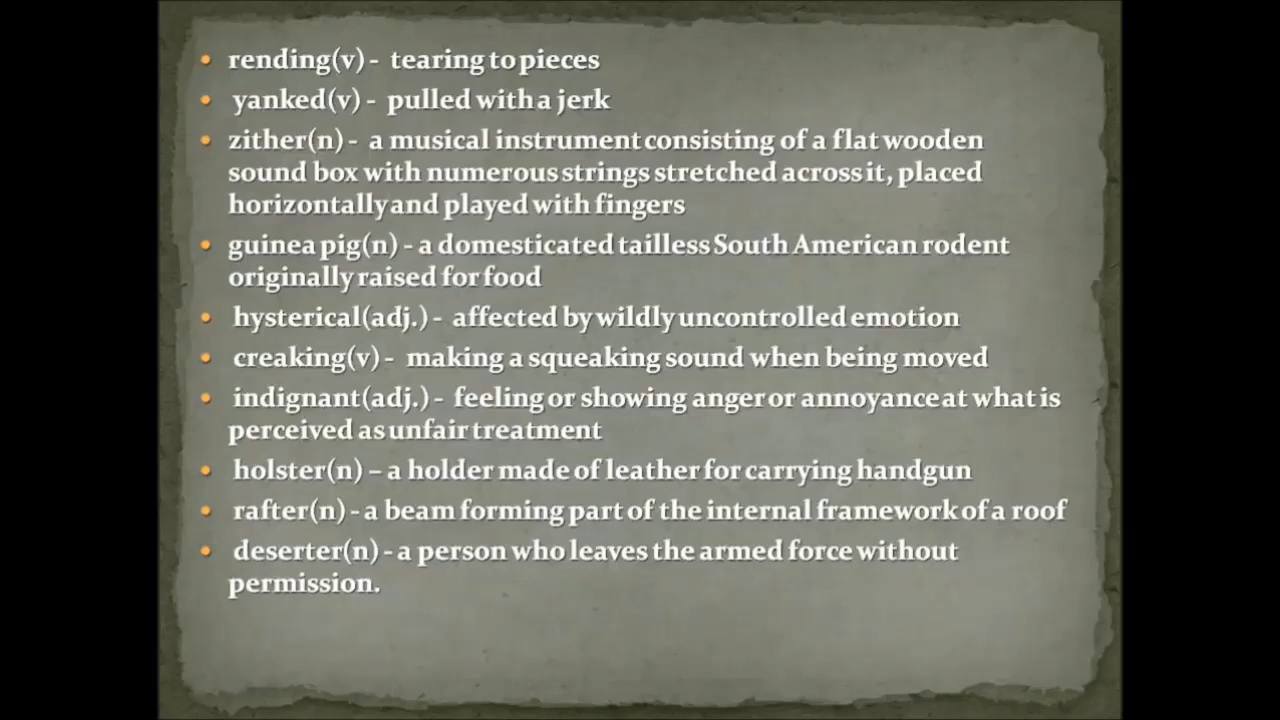 • rending(v) - tearing to pieces
• yanked(v) - pulled with a jerk
• zither(n) - a musical instrument consisting of a flat wooden
sound box with numerous strings stretched across it, placed
horizontally and played with fingers
• guinea pig(n) - a domesticated tailless South American rodent
originally raised for food
• hysterical(adj.) - affected by wildly uncontrolled emotion
• creaking(v) - making a squeaking sound when being moved
• indignant(adj.) - feeling or showing anger or annoyance at what is
perceived as unfair treatment
• holster(n) – a holder made of leather for carrying handgun
• rafter(n) - a beam forming part of the internal framework of a roof
• deserter(n) - a person who leaves the armed force without
permission.